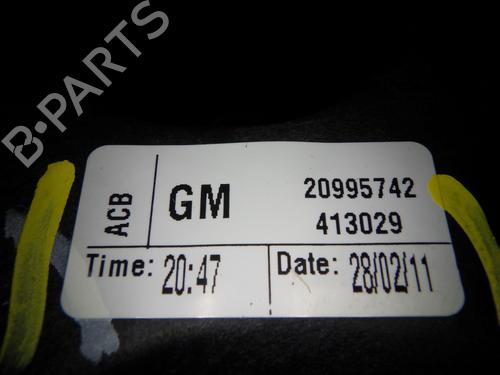 B-PARTS
ACB
GM
20995742
413029
Time: 20:47
Date: 28/02/11